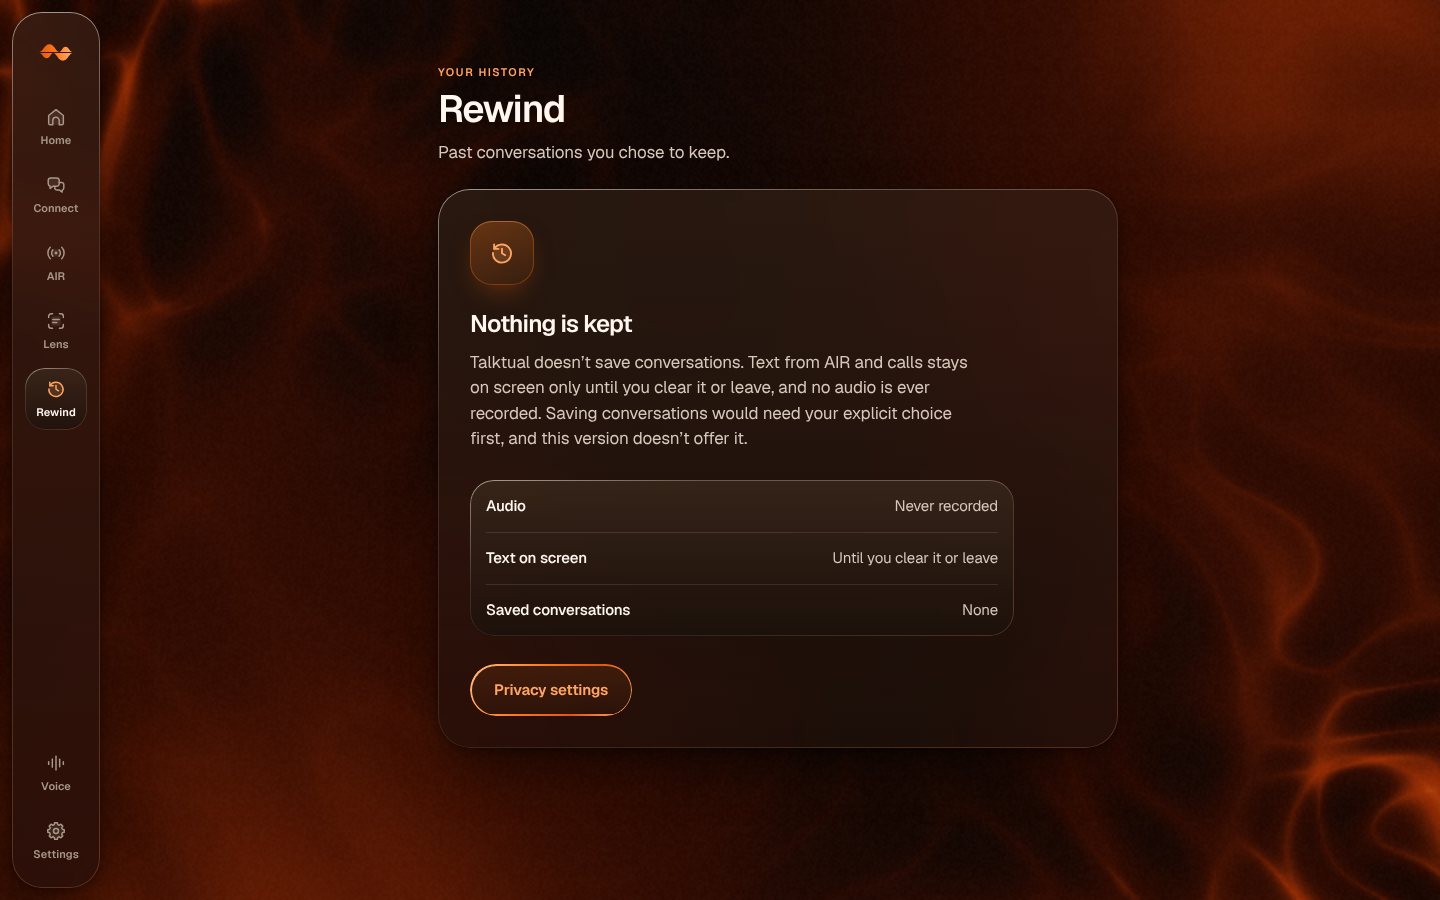 YOUR HISTORY
Rewind
Past conversations you chose to keep.
Home
Connect
AIR
Lens
Rewind
Voice
Settings
Nothing is kept
Talktual doesn’t save conversations. Text from AIR and calls stays
on screen only until you clear it or leave, and no audio is ever
recorded. Saving conversations would need your explicit choice
first, and this version doesn’t offer it.
Audio Never recorded
Text on screen Until you clear it or leave
Saved conversations None
Privacy settings